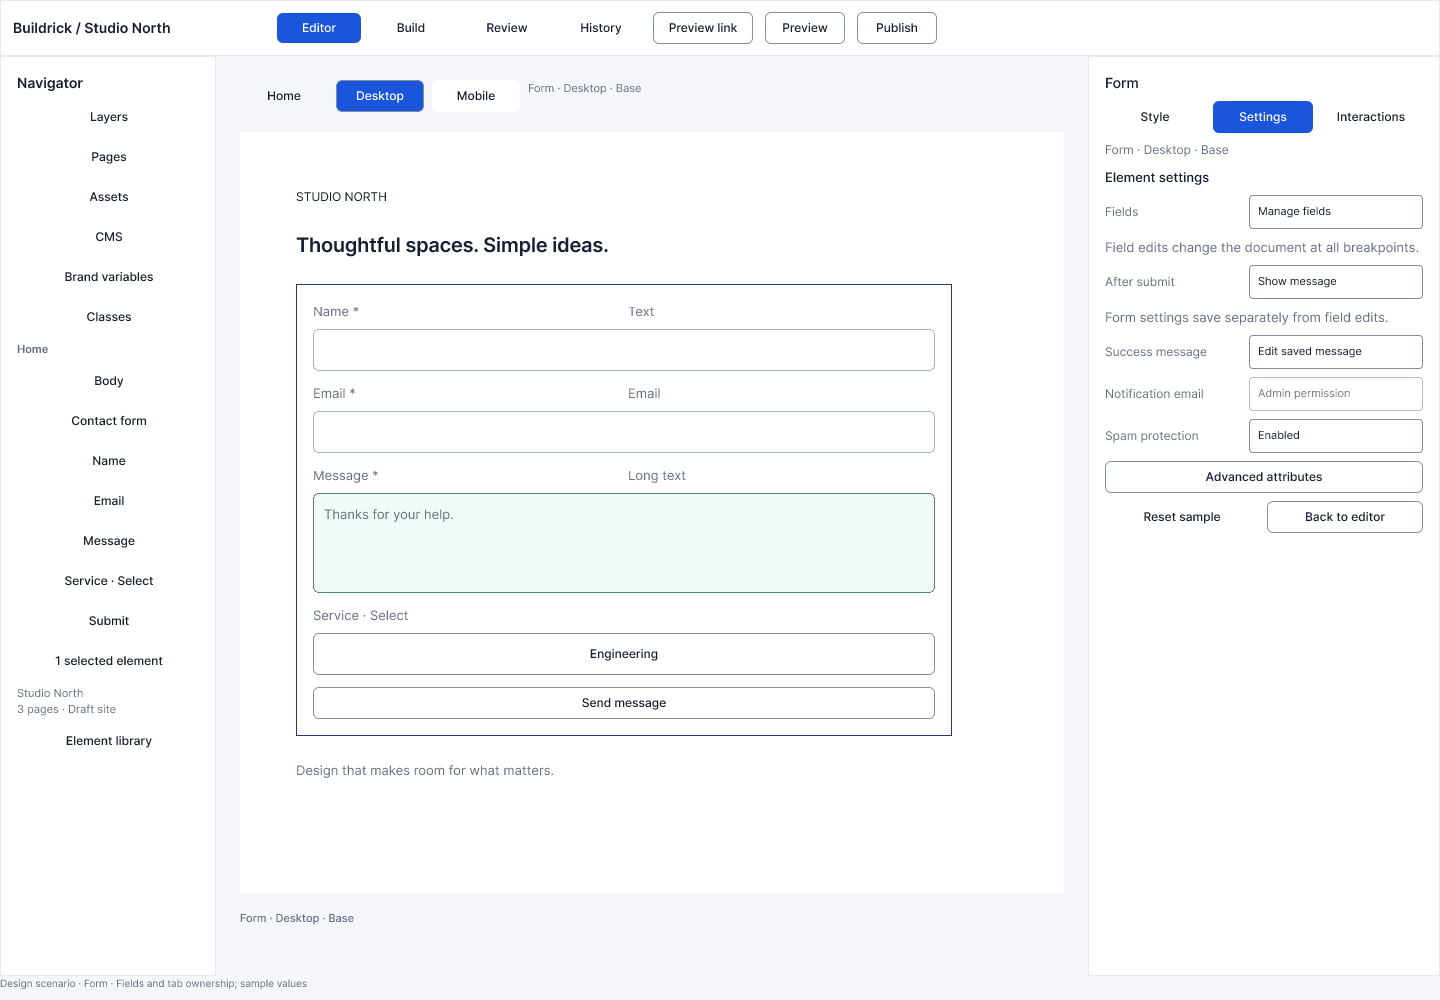 Buildrick / Studio North
Editor
Build
Review
History
Preview link
Preview
Publish
Navigator
Layers
Pages
Assets
CMS
Brand variables
Classes
Home
Body
Contact form
Name
Email
Message
Service · Select
Submit
1 selected element
Studio North
3 pages · Draft site
Element library
Home
Desktop
Mobile
Form · Desktop · Base
STUDIO NORTH
Thoughtful spaces. Simple ideas.
Name *
Text
Email *
Email
Message *
Long text
Thanks for your help.
Service · Select
Engineering
Send message
Design that makes room for what matters.
Form · Desktop · Base
Form
Style
Settings
Interactions
Form · Desktop · Base
Element settings
Fields
Manage fields
Field edits change the document at all breakpoints.
After submit
Show message
Form settings save separately from field edits.
Success message
Edit saved message
Notification email
Admin permission
Spam protection
Enabled
Advanced attributes
Reset sample
Back to editor
Design scenario · Form · Fields and tab ownership; sample values